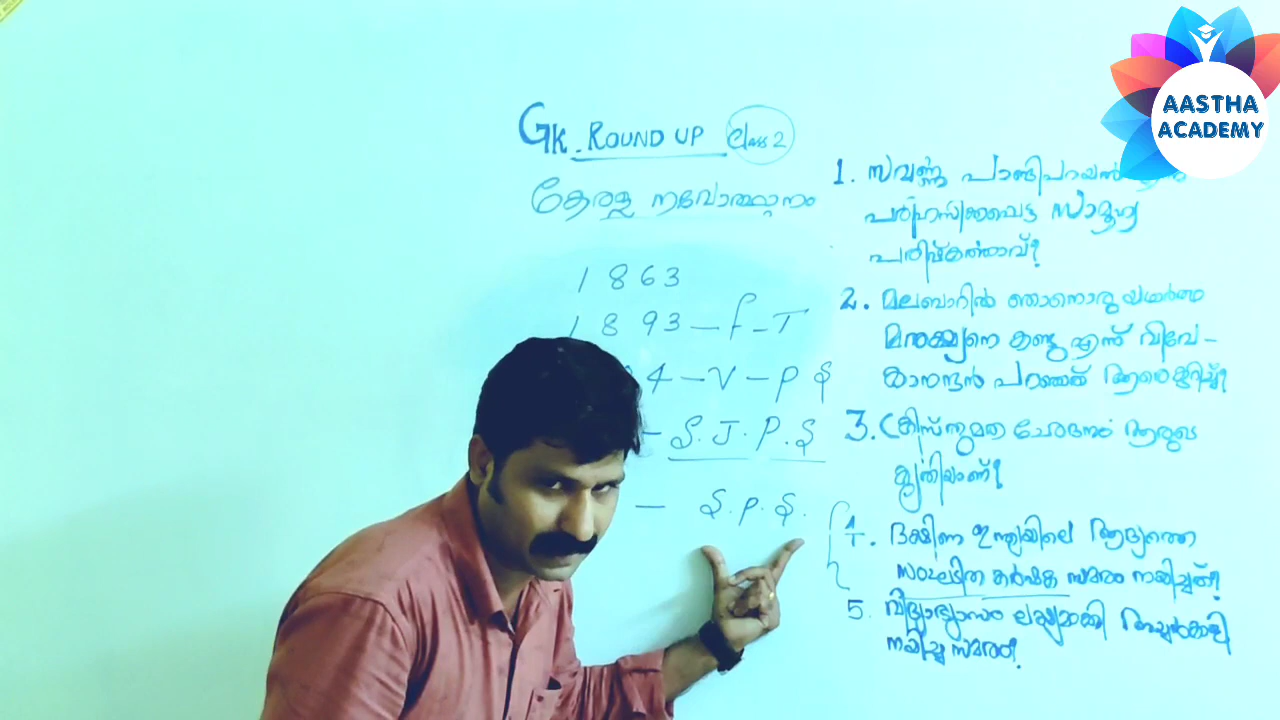 GK. ROUND UP Class 2
കേരള നവോത്ഥാനം
1863
1893 – F – T
4 – V – P S
– S. J. P. S
– S. P. S.
1. സവർണ്ണ പാണ്ടിപറയൻ
പരിഹസിക്കപ്പെട്ട സാമൂഹ്യ
പരിഷ്കർത്താവ്?
2. മലബാറിൽ ഞാനൊരു യഥാർത്ഥ
മനുഷ്യനെ കണ്ടു എന്ന് വിവേ-
കാനന്ദൻ പറഞ്ഞത് ആരെക്കുറിച്ച്?
3. ക്രിസ്തുമത ഛേദനം ആരുടെ
കൃതിയാണ്?
4. ദക്ഷിണ ഇന്ത്യയിലെ ആദ്യത്തെ
സംഘടിത കർഷക സമരം നയിച്ചത്?
5. വിദ്യാഭ്യാസം ലക്ഷ്യമാക്കി അയ്യങ്കാളി
നയിച്ച സമരം?
AASTHA
ACADEMY